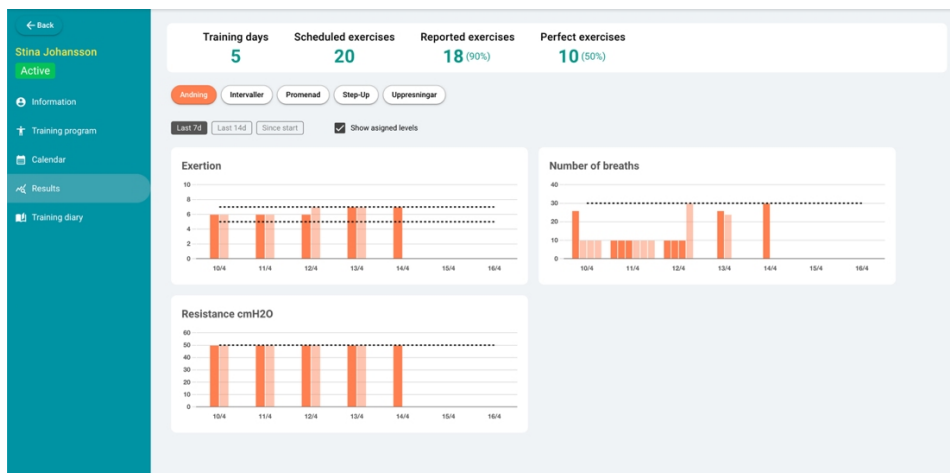 Back
Stina Johansson
Active
Information
Training program
Calendar
Results
Training diary
Training days Scheduled exercises Reported exercises Perfect exercises
5 20 18 (90%) 10 (50%)
Andning Intervaller Promenad Step-Up Uppresningar
Last 7d Last 14d Since start Show asigned levels
Exertion
10
8
6
4
2
0
10/4 11/4 12/4 13/4 14/4 15/4 16/4
Number of breaths
40
30
20
10
0
10/4 11/4 12/4 13/4 14/4 15/4 16/4
Resistance cmH2O
60
50
40
30
20
10
0
10/4 11/4 12/4 13/4 14/4 15/4 16/4